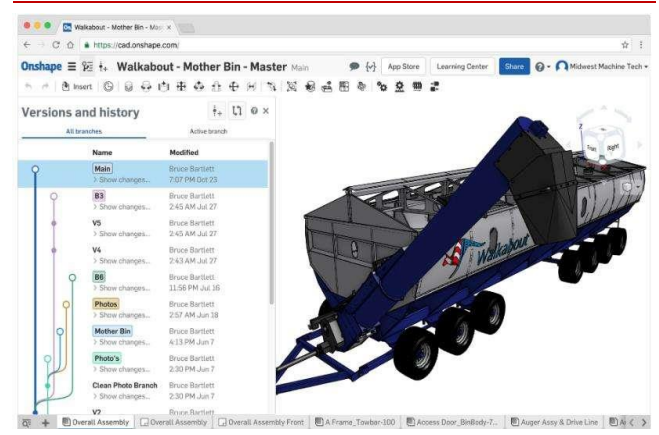 Walkabout - Mother Bin - Mas
https://cad.onshape.com/
Onshape
Walkabout - Mother Bin - Master Main
App Store
Learning Center
Share
Midwest Machine Tech
Insert
Versions and history
All branches
Active branch
Name Modified
Main Bruce Bartlett
> Show changes... 7:07 PM Oct 23
B3 Bruce Bartlett
> Show changes... 2:45 AM Jul 27
V5 Bruce Bartlett
> Show changes... 2:45 AM Jul 27
V4 Bruce Bartlett
> Show changes... 2:43 AM Jul 27
B6 Bruce Bartlett
> Show changes... 11:56 PM Jul 16
Photos Bruce Bartlett
> Show changes... 2:57 AM Jun 18
Mother Bin Bruce Bartlett
> Show changes... 4:13 PM Jun 7
Photo's Bruce Bartlett
> Show changes... 2:30 PM Jun 7
Clean Photo Branch Bruce Bartlett
> Show changes... 2:30 PM Jun 7
V2 Bruce Bartlett
Z
Front
Right
Walkabout
Overall Assembly
Overall Assembly
Overall Assembly Front
A Frame_Towbar-100
Access Door_BinBody-7...
Auger Assy & Drive Line